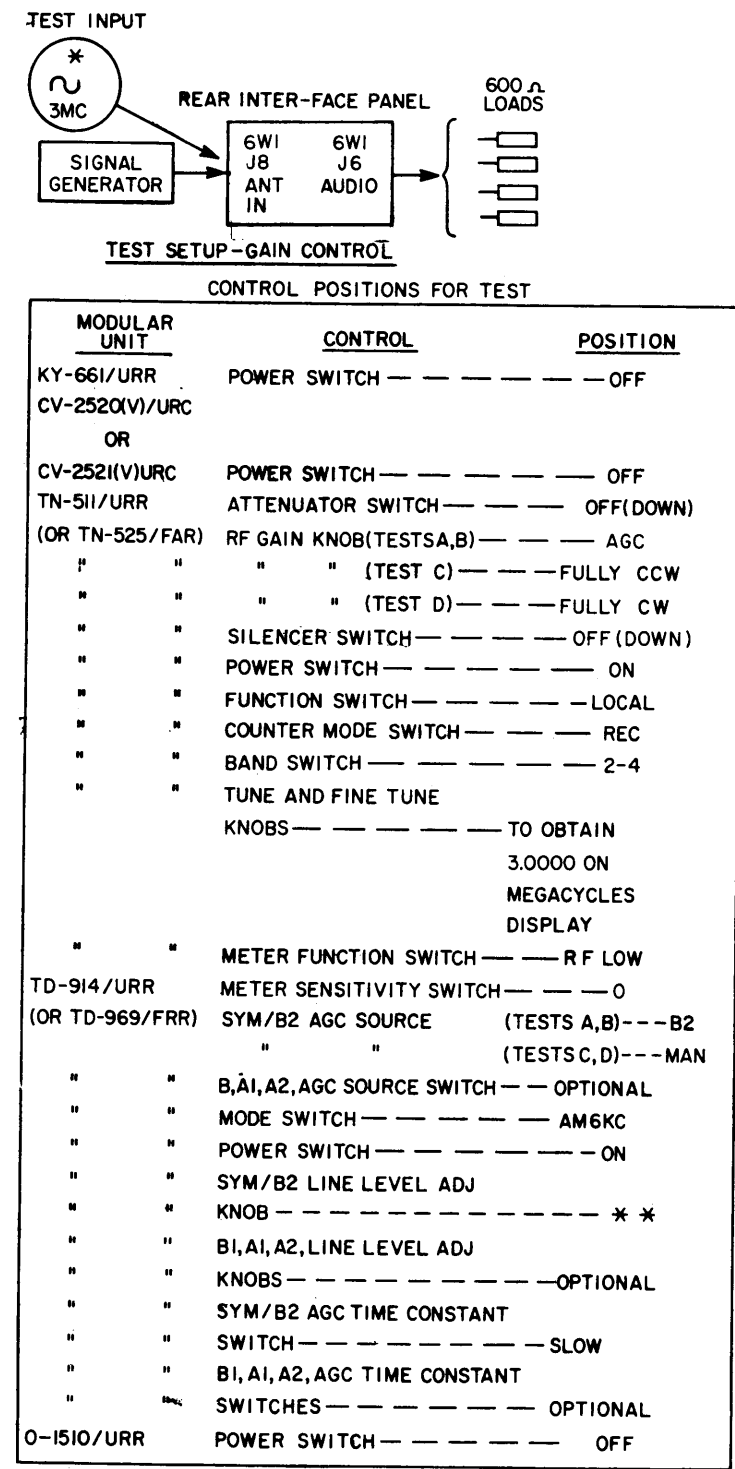 TEST INPUT
*
3MC
SIGNAL
GENERATOR
REAR INTER-FACE PANEL
6W1 6W1
J8 J6
ANT AUDIO
IN
600 Ω
LOADS
TEST SETUP-GAIN CONTROL
CONTROL POSITIONS FOR TEST
MODULAR
UNIT CONTROL POSITION
KY-661/URR POWER SWITCH — — — — — OFF
CV-2520(V)/URC
OR
CV-2521(V)URC POWER SWITCH — — — — OFF
TN-511/URR ATTENUATOR SWITCH — — — OFF(DOWN)
(OR TN-525/FAR) RF GAIN KNOB(TESTSA,B) — — — AGC
" " " " (TEST C) — — — FULLY CCW
" " " " (TEST D) — — — FULLY CW
" " SILENCER SWITCH — — — — OFF(DOWN)
" " POWER SWITCH — — — — — ON
" " FUNCTION SWITCH — — — — — LOCAL
" " COUNTER MODE SWITCH — — — REC
" " BAND SWITCH — — — — — 2-4
" " TUNE AND FINE TUNE
KNOBS — — — — — TO OBTAIN
3.0000 ON
MEGACYCLES
DISPLAY
" " METER FUNCTION SWITCH — — RF LOW
TD-914/URR METER SENSITIVITY SWITCH — — — O
(OR TD-969/FRR) SYM/B2 AGC SOURCE (TESTS A,B)---B2
" " (TESTS C,D)---MAN
" " B,A1,A2,AGC SOURCE SWITCH — — OPTIONAL
" " MODE SWITCH — — — — — AM6KC
" " POWER SWITCH — — — — — — ON
" " SYM/B2 LINE LEVEL ADJ
" " KNOB — — — — — — — — — — * *
" " B1,A1,A2,LINE LEVEL ADJ
" " KNOBS — — — — — — — OPTIONAL
" " SYM/B2 AGC TIME CONSTANT
" " SWITCH — — — — — — — SLOW
" " B1,A1,A2,AGC TIME CONSTANT
" " SWITCHES — — — — — — OPTIONAL
O-1510/URR POWER SWITCH — — — — — OFF